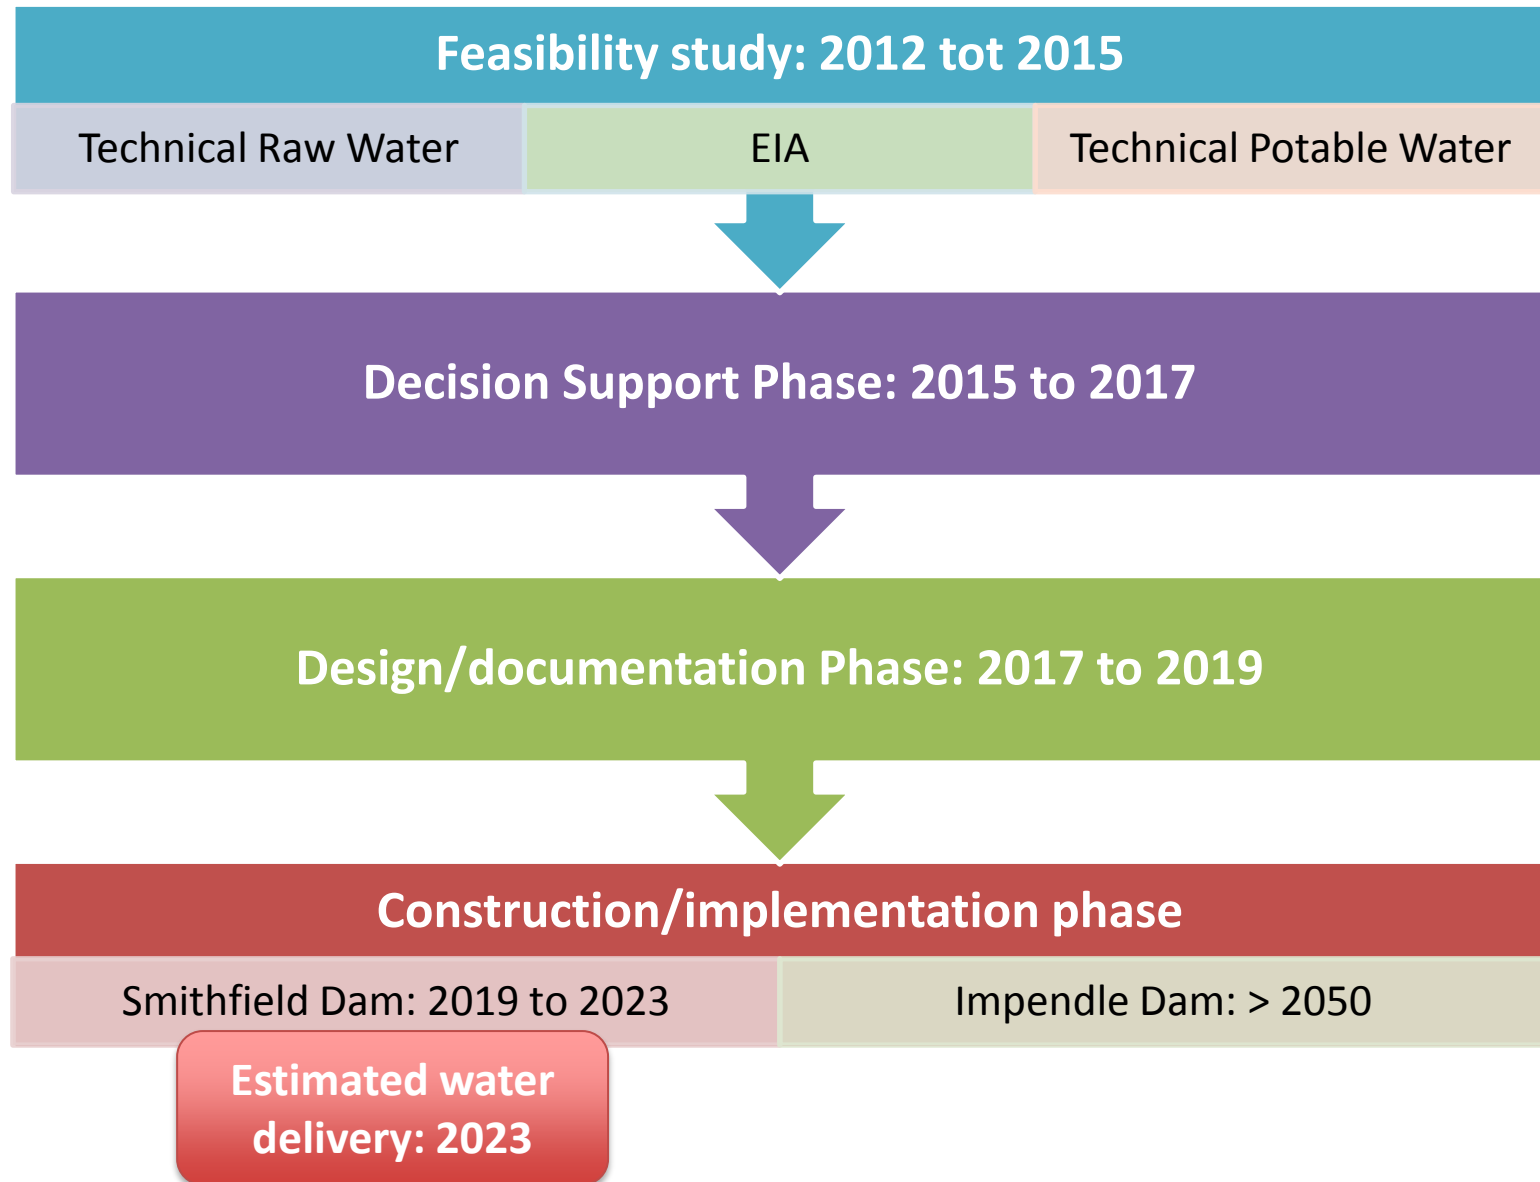 Feasibility study: 2012 tot 2015
Technical Raw Water
EIA
Technical Potable Water
Decision Support Phase: 2015 to 2017
Design/documentation Phase: 2017 to 2019
Construction/implementation phase
Smithfield Dam: 2019 to 2023
Impendle Dam: > 2050
Estimated water
delivery: 2023